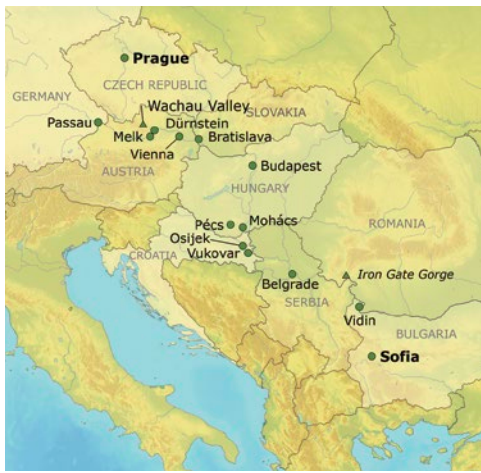 Prague
CZECH REPUBLIC
GERMANY
Wachau Valley
SLOVAKIA
Passau
Dürnstein
Melk
Bratislava
Vienna
Budapest
AUSTRIA
HUNGARY
Pécs
Mohács
ROMANIA
Osijek
CROATIA
Vukovar
Iron Gate Gorge
Belgrade
SERBIA
Vidin
BULGARIA
Sofia